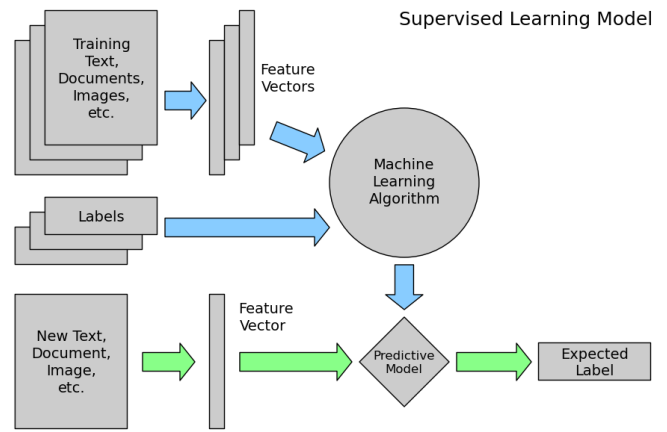 Supervised Learning Model
Training
Text,
Documents,
Images,
etc.
Feature
Vectors
Machine
Learning
Algorithm
Labels
New Text,
Document,
Image,
etc.
Feature
Vector
Predictive
Model
Expected
Label